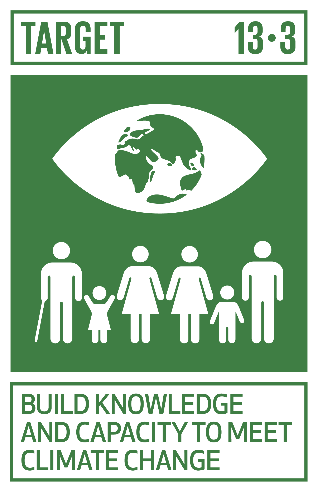 TARGET 13·3
BUILD KNOWLEDGE
AND CAPACITY TO MEET
CLIMATE CHANGE